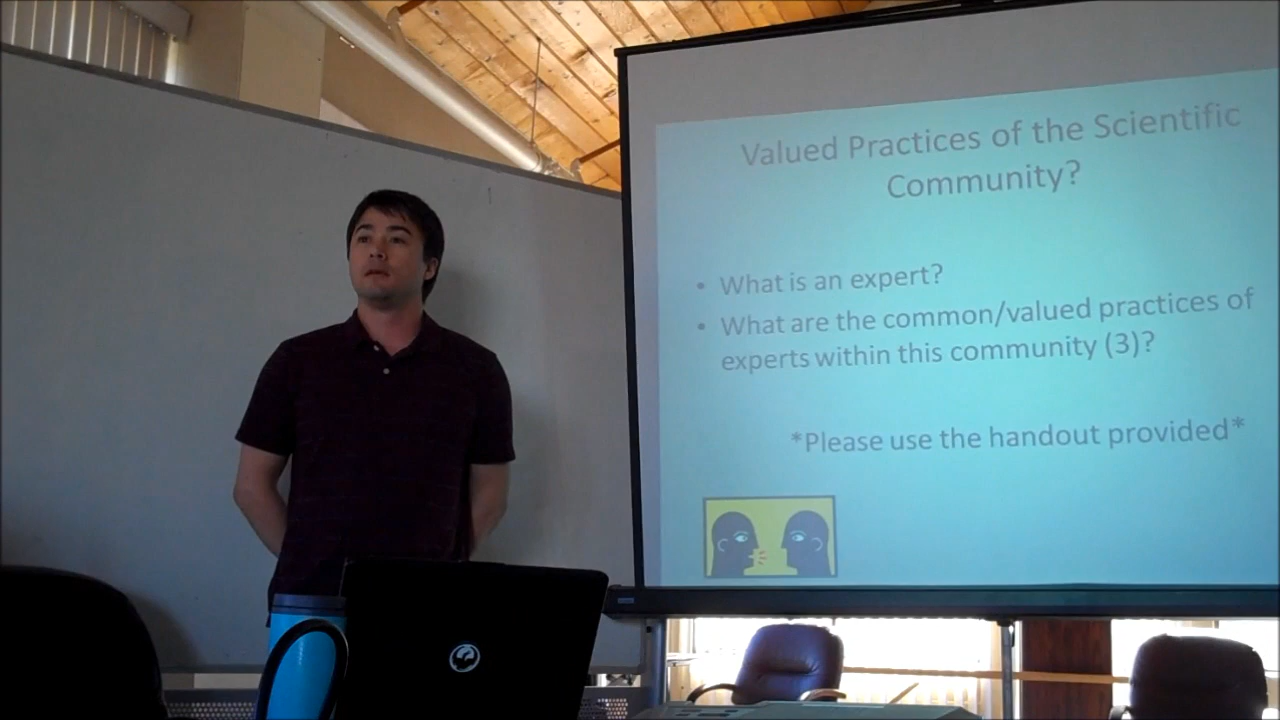 Valued Practices of the Scientific
Community?
• What is an expert?
• What are the common/valued practices of
experts within this community (3)?
*Please use the handout provided*